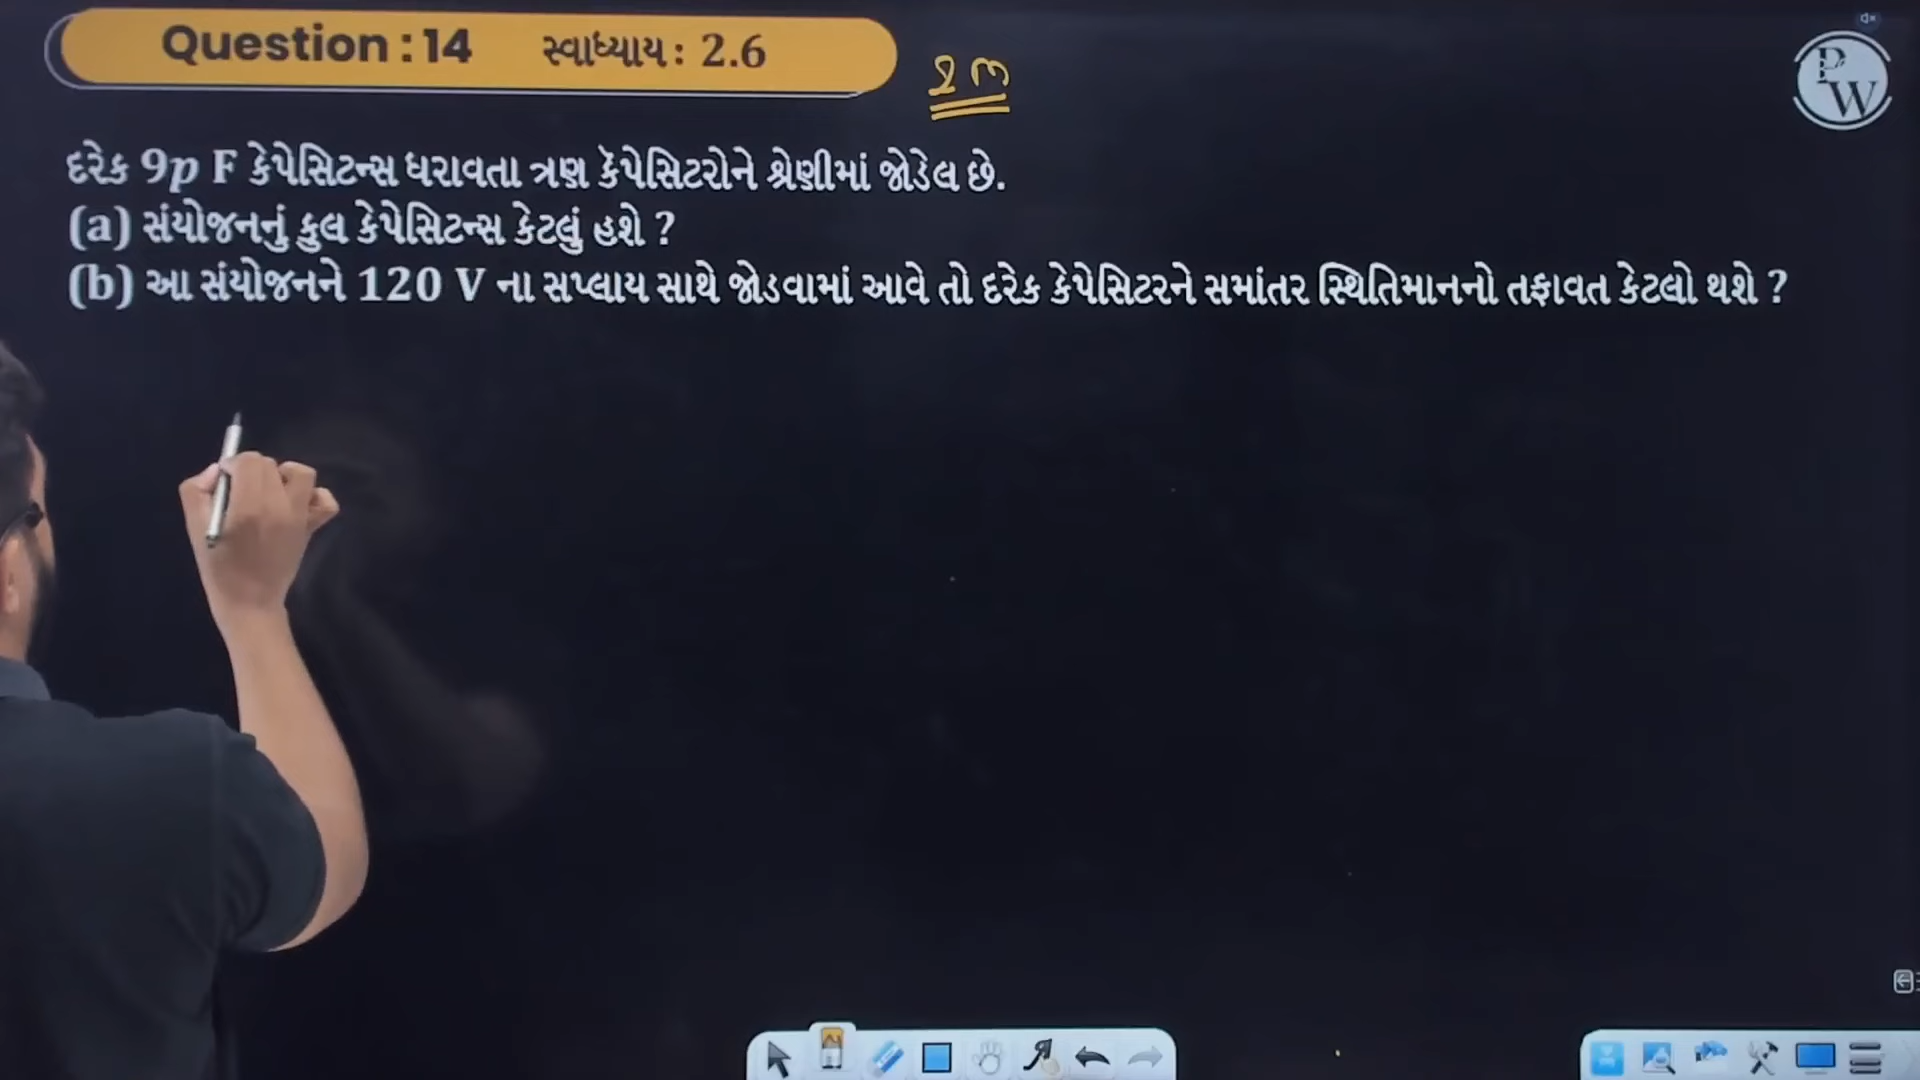 Question : 14 સ્વાધ્યાય : 2.6
2 m
PW
દરેક 9p F કેપેસિટન્સ ધરાવતા ત્રણ કૅપેસિટરોને શ્રેણીમાં જોડેલ છે.
(a) સંયોજનનું કુલ કેપેસિટન્સ કેટલું હશે ?
(b) આ સંયોજનને 120 V ના સપ્લાય સાથે જોડવામાં આવે તો દરેક કેપેસિટરને સમાંતર સ્થિતિમાનનો તફાવત કેટલો થશે ?